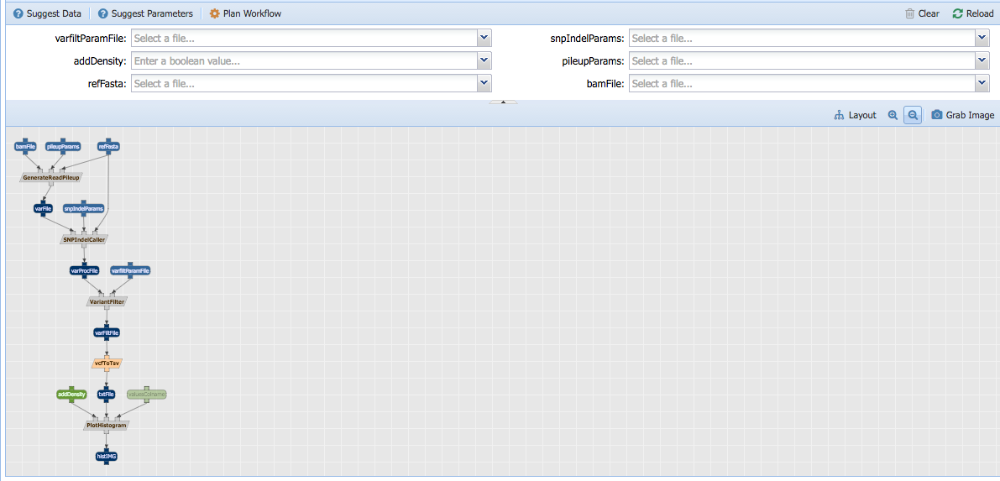 Suggest Data Suggest Parameters Plan Workflow Clear Reload
varfiltParamFile: Select a file... snpIndelParams: Select a file...
addDensity: Enter a boolean value... pileupParams: Select a file...
refFasta: Select a file... bamFile: Select a file...
Layout Grab Image
bamFile pileupParams refFasta
GenerateReadPileup
varFile snpIndelParams
SNPIndelCaller
varProcFile varfiltParamFile
VariantFilter
varFiltFile
vcfToTsv
addDensity txtFile valuesColname
PlotHistogram
histIMG